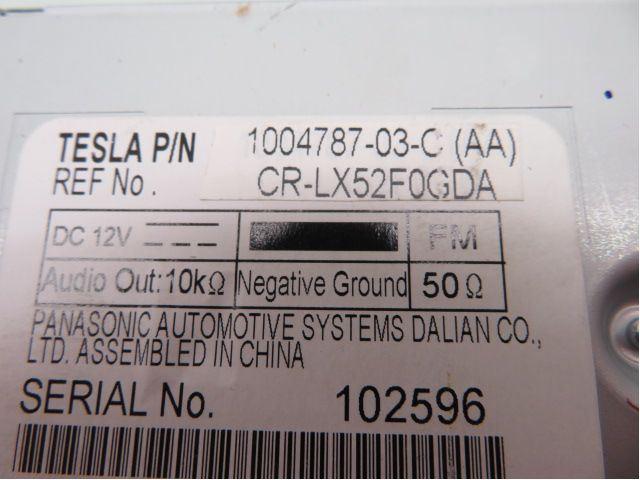 TESLA P/N 1004787-03-C (AA)
REF No. CR-LX52F0GDA
DC 12V FM
Audio Out: 10kΩ Negative Ground 50 Ω
PANASONIC AUTOMOTIVE SYSTEMS DALIAN CO.,
LTD. ASSEMBLED IN CHINA
SERIAL No. 102596